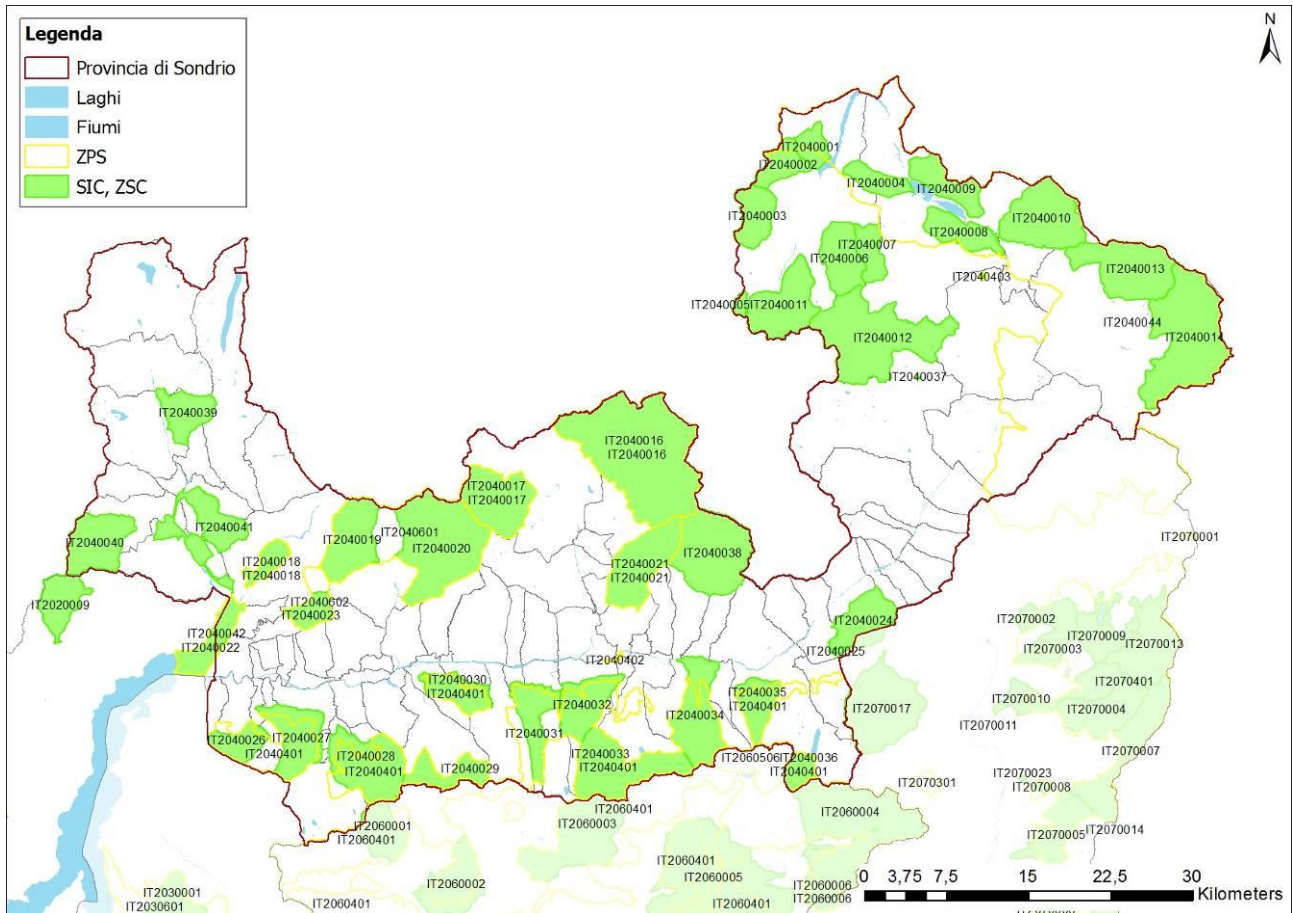 Legenda
Provincia di Sondrio
Laghi
Fiumi
ZPS
SIC, ZSC
N
IT2040001
IT2040002
IT2040004
IT2040009
IT2040003
IT2040010
IT2040008
IT2040007
IT2040006
IT2040013
IT2040403
IT2040005
IT2040011
IT2040044
IT2040012
IT2040014
IT2040037
IT2040039
IT2040016
IT2040016
IT2040017
IT2040017
IT2040041
IT2040601
IT2040019
IT2040020
IT2040040
IT2040038
IT2040018
IT2040018
IT2040021
IT2040021
IT2070001
IT2020009
IT2040602
IT2040023
IT2040042
IT2040022
IT2040024
IT2040025
IT2070002
IT2070009
IT2070013
IT2070003
IT2040402
IT2040030
IT2040401
IT2040035
IT2040401
IT2070401
IT2070010
IT2070004
IT2040032
IT2040034
IT2070017
IT2070011
IT2040031
IT2040026
IT2040027
IT2040401
IT2070007
IT2040028
IT2040401
IT2040033
IT2040401
IT2060506
IT2040036
IT2040401
IT2040029
IT2070023
IT2070301
IT2070008
IT2060401
IT2060003
IT2060004
IT2060001
IT2060401
IT2070014
IT2070005
IT2060401
IT2060005
IT2060002
IT2060006
IT2060006
IT2030001
IT2030601
IT2060401
IT2060401
0 3,75 7,5 15 22,5 30
Kilometers